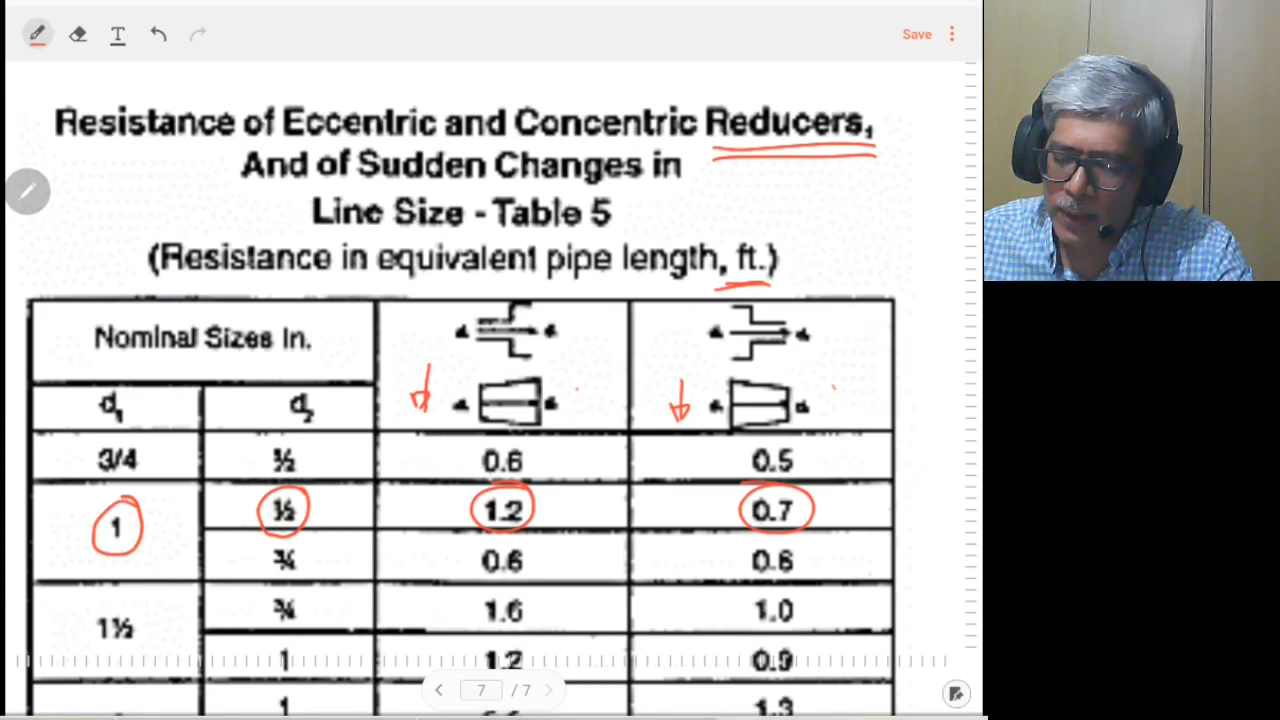 T
Save
Resistance of Eccentric and Concentric Reducers,
And of Sudden Changes in
Line Size - Table 5
(Resistance in equivalent pipe length, ft.)
Nominal Sizes In.
d₁ d₂
3/4 ½ 0.6 0.5
1 ½ 1.2 0.7
¾ 0.6 0.6
1½ ¾ 1.6 1.0
1 1.2 0.9
1 1.3
7 / 7